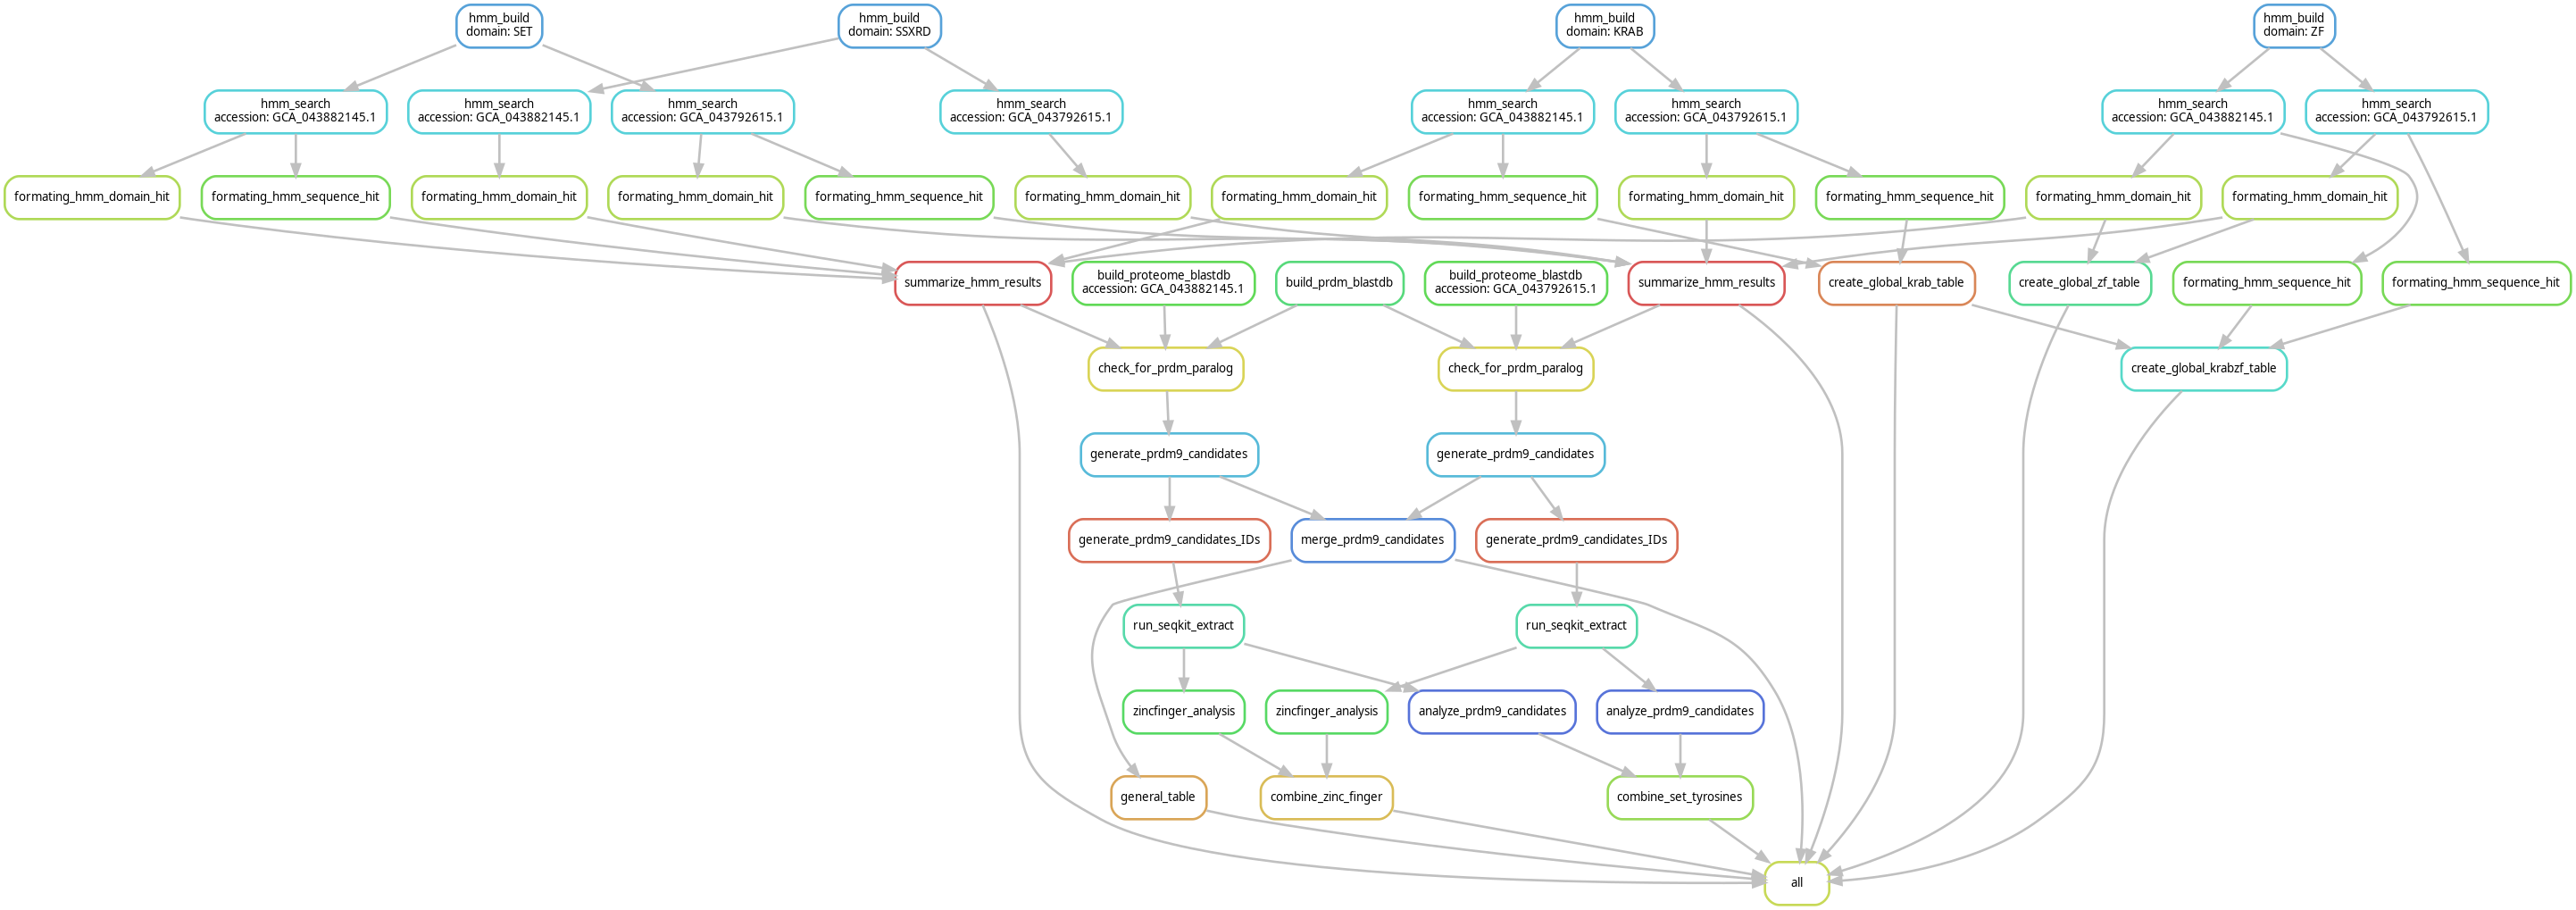 hmm_build
domain: SET
hmm_build
domain: SSXRD
hmm_build
domain: KRAB
hmm_build
domain: ZF
hmm_search
accession: GCA_043882145.1
hmm_search
accession: GCA_043882145.1
hmm_search
accession: GCA_043792615.1
hmm_search
accession: GCA_043792615.1
hmm_search
accession: GCA_043882145.1
hmm_search
accession: GCA_043792615.1
hmm_search
accession: GCA_043882145.1
hmm_search
accession: GCA_043792615.1
formating_hmm_domain_hit
formating_hmm_sequence_hit
formating_hmm_domain_hit
formating_hmm_domain_hit
formating_hmm_sequence_hit
formating_hmm_domain_hit
formating_hmm_domain_hit
formating_hmm_sequence_hit
formating_hmm_domain_hit
formating_hmm_sequence_hit
formating_hmm_domain_hit
formating_hmm_domain_hit
summarize_hmm_results
build_proteome_blastdb
accession: GCA_043882145.1
build_prdm_blastdb
build_proteome_blastdb
accession: GCA_043792615.1
summarize_hmm_results
create_global_krab_table
create_global_zf_table
formating_hmm_sequence_hit
formating_hmm_sequence_hit
check_for_prdm_paralog
check_for_prdm_paralog
create_global_krabzf_table
generate_prdm9_candidates
generate_prdm9_candidates
generate_prdm9_candidates_IDs
merge_prdm9_candidates
generate_prdm9_candidates_IDs
run_seqkit_extract
run_seqkit_extract
zincfinger_analysis
zincfinger_analysis
analyze_prdm9_candidates
analyze_prdm9_candidates
general_table
combine_zinc_finger
combine_set_tyrosines
all